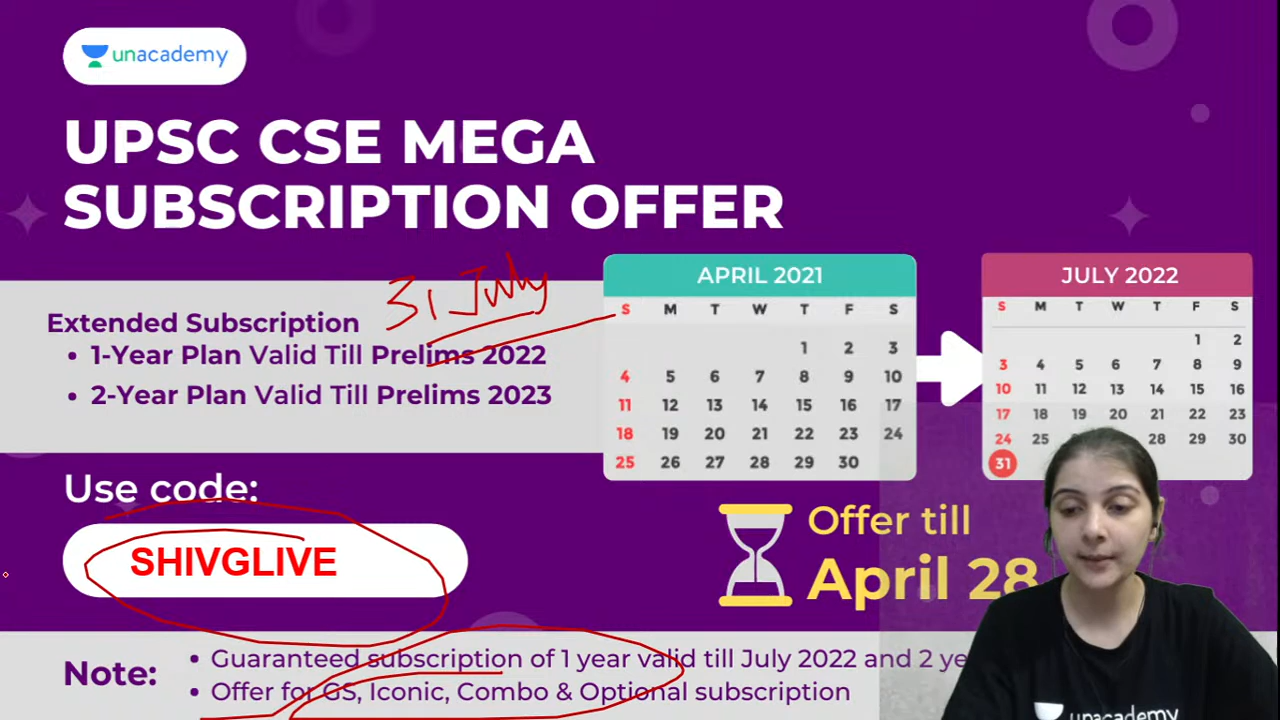 unacademy
UPSC CSE MEGA
SUBSCRIPTION OFFER
31 July
Extended Subscription
• 1-Year Plan Valid Till Prelims 2022
• 2-Year Plan Valid Till Prelims 2023
APRIL 2021
S M T W T F S
1 2 3
4 5 6 7 8 9 10
11 12 13 14 15 16 17
18 19 20 21 22 23 24
25 26 27 28 29 30
JULY 2022
S M T W T F S
1 2
3 4 5 6 7 8 9
10 11 12 13 14 15 16
17 18 19 20 21 22 23
24 25 28 29 30
31
Use code:
SHIVGLIVE
Offer till
April 28
Note:
• Guaranteed subscription of 1 year valid till July 2022 and 2
• Offer for GS, Iconic, Combo & Optional subscription
unacademy